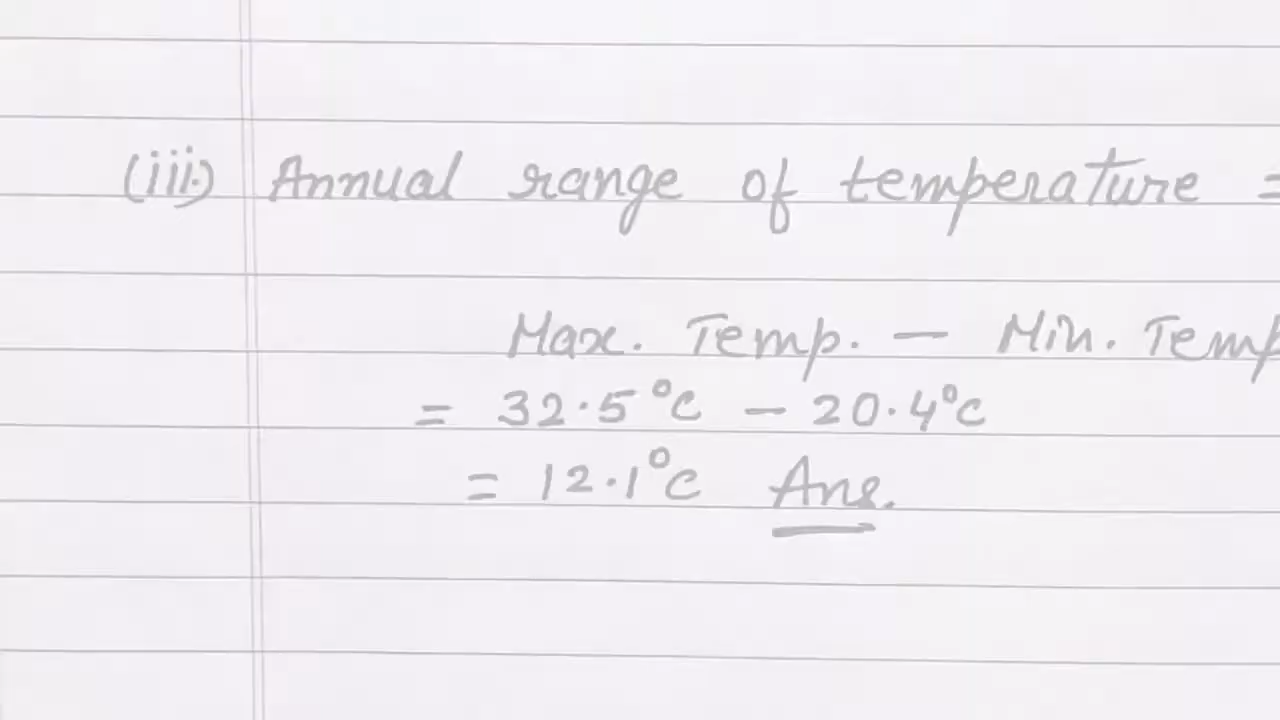 (iii.) Annual range of temperature =
Max. Temp. — Min. Temp
= 32.5°C — 20.4°C
= 12.1°C Ans.